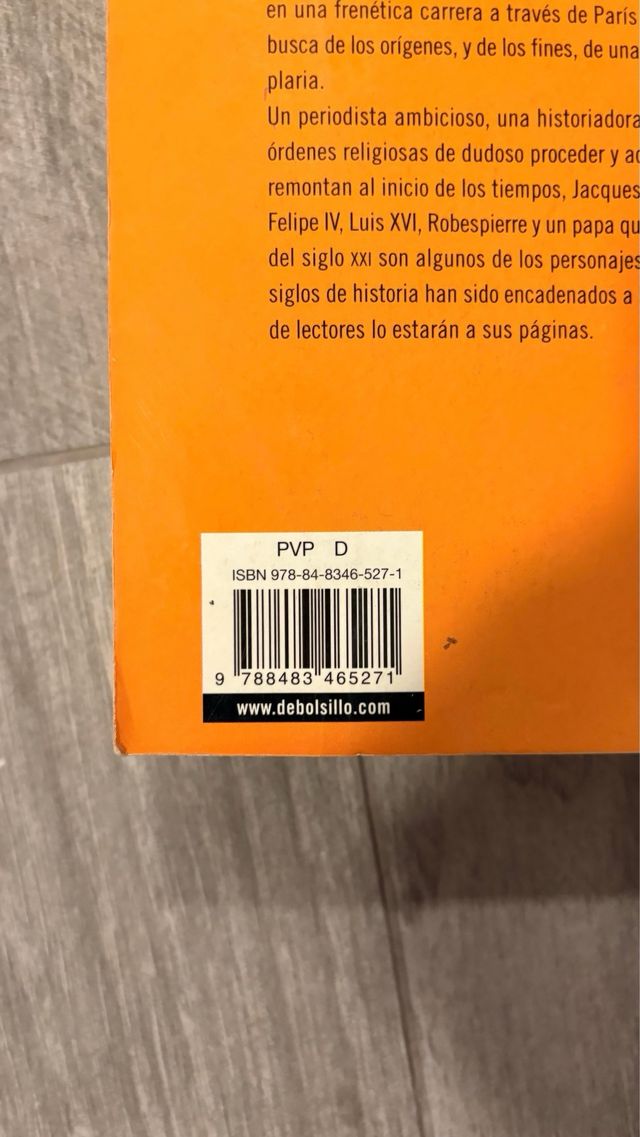 en una frenética carrera a través de París
busca de los orígenes, y de los fines, de una
plaria.
Un periodista ambicioso, una historiadora
órdenes religiosas de dudoso proceder y ac
remontan al inicio de los tiempos, Jacques
Felipe IV, Luis XVI, Robespierre y un papa qu
del siglo XXI son algunos de los personajes
siglos de historia han sido encadenados a
de lectores lo estarán a sus páginas.
PVP D
ISBN 978-84-8346-527-1
9 788483 465271
www.debolsillo.com